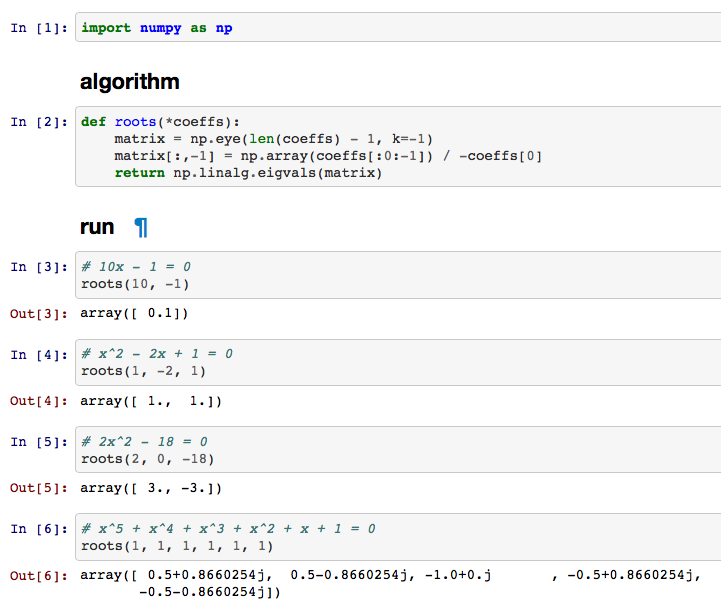 In [1]: import numpy as np
algorithm
In [2]: def roots(*coeffs):
    matrix = np.eye(len(coeffs) - 1, k=-1)
    matrix[:,-1] = np.array(coeffs[:0:-1]) / -coeffs[0]
    return np.linalg.eigvals(matrix)
run ¶
In [3]: # 10x - 1 = 0
roots(10, -1)
Out[3]: array([ 0.1])
In [4]: # x^2 - 2x + 1 = 0
roots(1, -2, 1)
Out[4]: array([ 1.,  1.])
In [5]: # 2x^2 - 18 = 0
roots(2, 0, -18)
Out[5]: array([ 3., -3.])
In [6]: # x^5 + x^4 + x^3 + x^2 + x + 1 = 0
roots(1, 1, 1, 1, 1, 1)
Out[6]: array([ 0.5+0.8660254j,  0.5-0.8660254j, -1.0+0.j       , -0.5+0.8660254j,
       -0.5-0.8660254j])